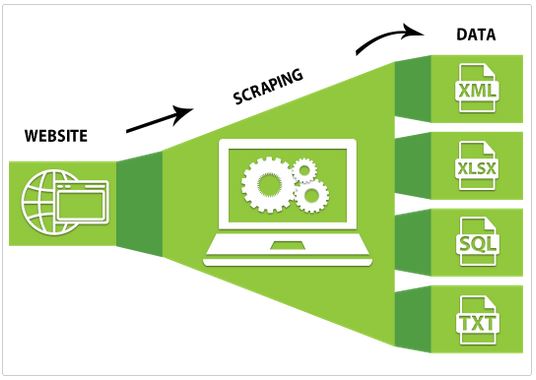 WEBSITE
SCRAPING
DATA
XML
XLSX
SQL
TXT